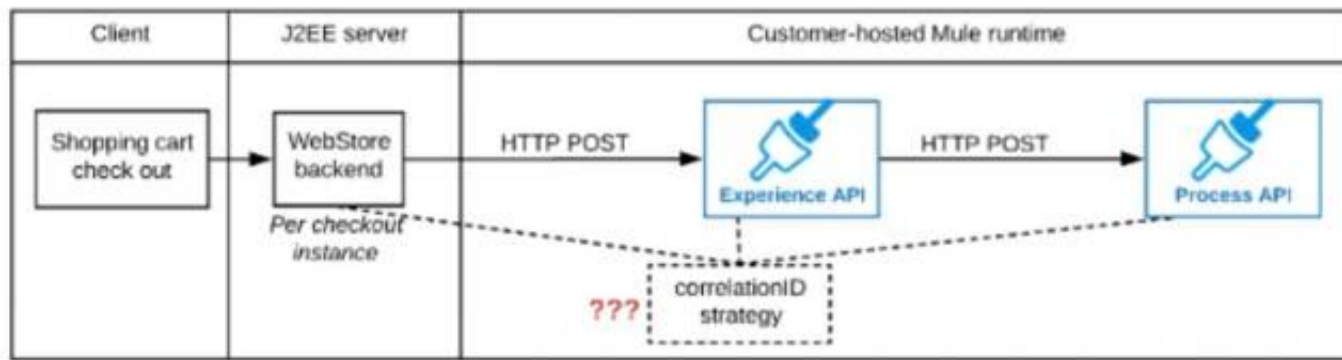 Client
J2EE server
Customer-hosted Mule runtime
Shopping cart
check out
WebStore
backend
Per checkout
instance
HTTP POST
Experience API
HTTP POST
Process API
???
correlationID
strategy